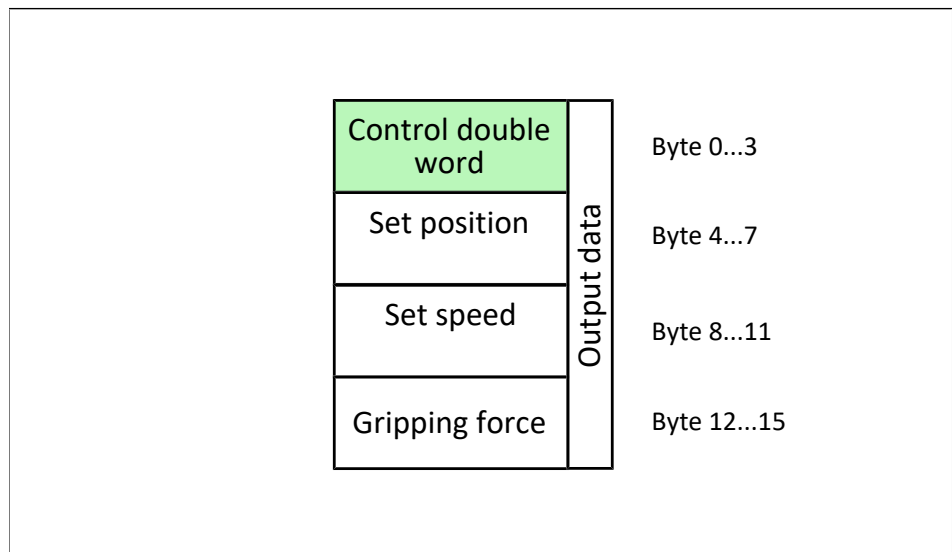 Control double
word
Byte 0...3
Set position
Byte 4...7
Set speed
Byte 8...11
Gripping force
Byte 12...15
Output data